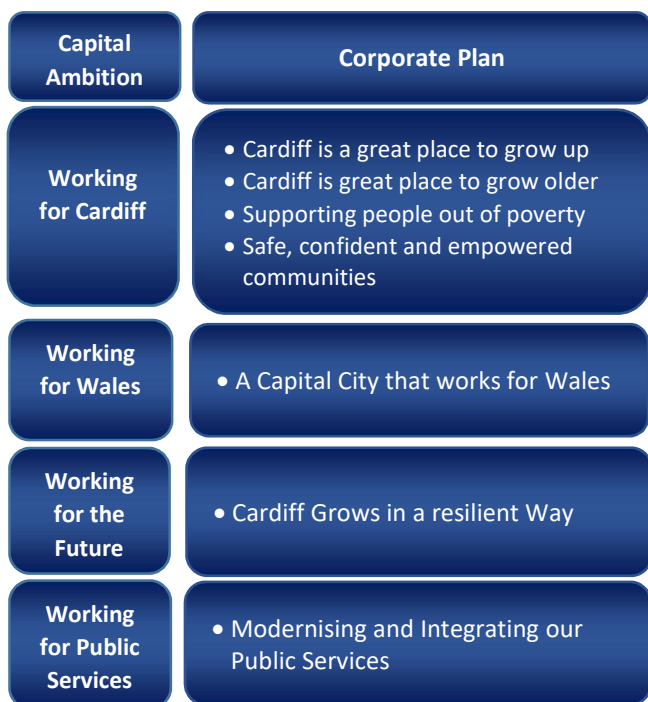 Capital
Ambition
Corporate Plan
Working
for Cardiff
• Cardiff is a great place to grow up
• Cardiff is great place to grow older
• Supporting people out of poverty
• Safe, confident and empowered
communities
Working
for Wales
• A Capital City that works for Wales
Working
for the
Future
• Cardiff Grows in a resilient Way
Working
for Public
Services
• Modernising and Integrating our
Public Services